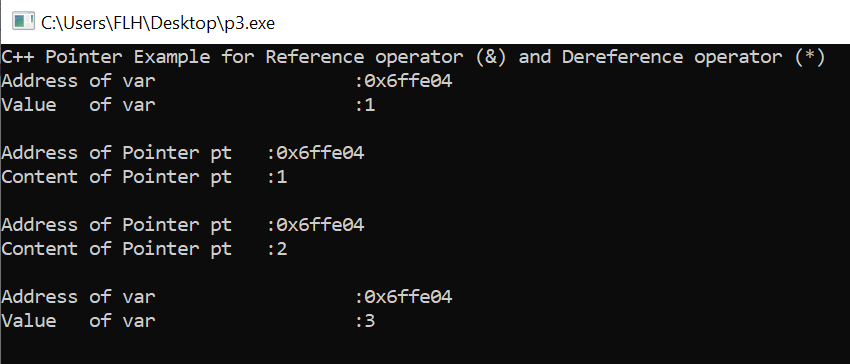 C:\Users\FLH\Desktop\p3.exe
C++ Pointer Example for Reference operator (&) and Dereference operator (*)
Address of var                  :0x6ffe04
Value   of var                  :1

Address of Pointer pt   :0x6ffe04
Content of Pointer pt   :1

Address of Pointer pt   :0x6ffe04
Content of Pointer pt   :2

Address of var                  :0x6ffe04
Value   of var                  :3